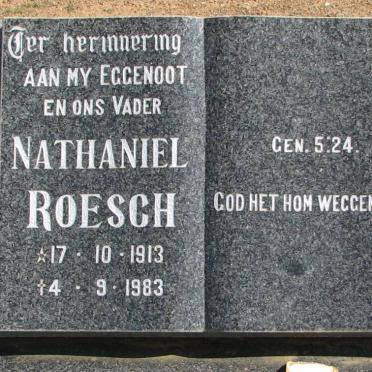 Ter herinnering
AAN MY EGGENOOT
EN ONS VADER
NATHANIEL
ROESCH
☆17 · 10 · 1913
†4 · 9 · 1983
GEN. 5:24.
GOD HET HOM